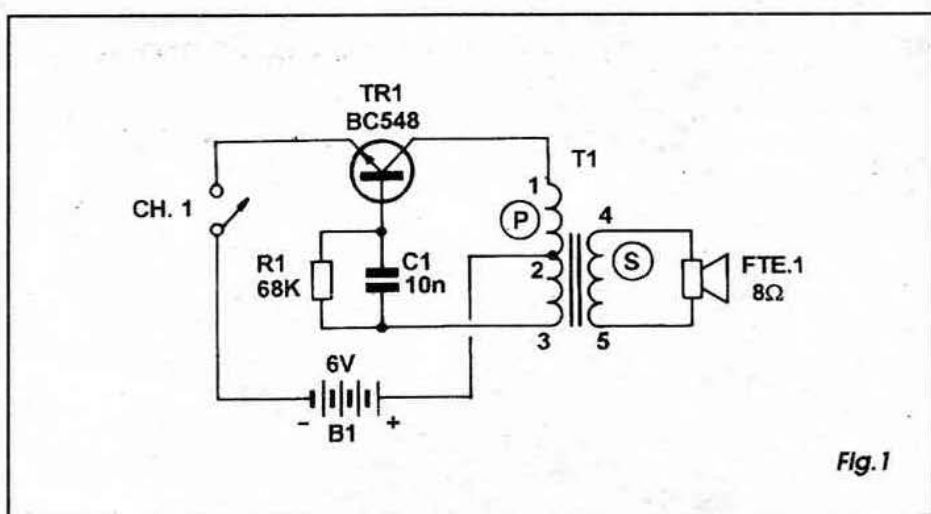 TR1
BC548
T1
1
P
CH. 1
4
2
S
R1
68K
C1
10n
FTE.1
8Ω
3
5
6V
- +
B1
Fig.1